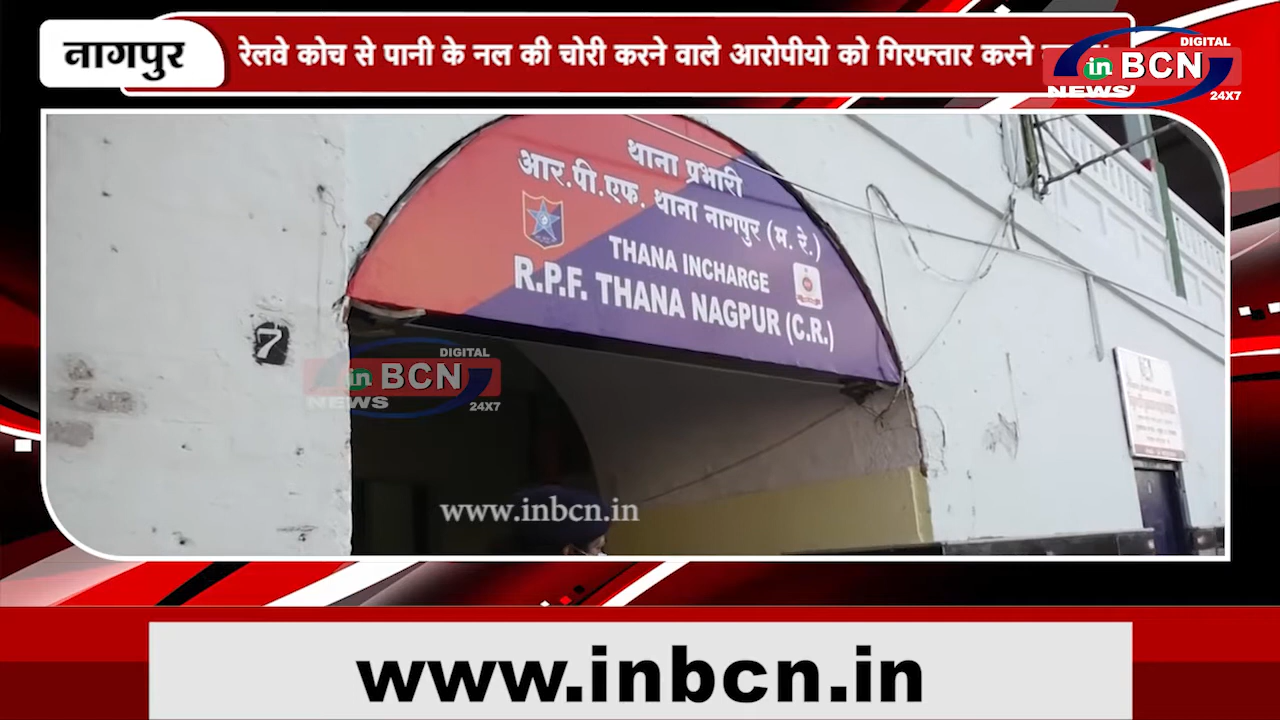 नागपुर
रेलवे कोच से पानी के नल की चोरी करने वाले आरोपीयो को गिरफ्तार करने
DIGITAL
in BCN
NEWS
24X7
थाना प्रभारी
आर.पी.एफ. थाना नागपुर (म. रे.)
THANA INCHARGE
R.P.F. THANA NAGPUR (C.R.)
7
DIGITAL
in BCN
NEWS
24X7
www.inbcn.in
www.inbcn.in